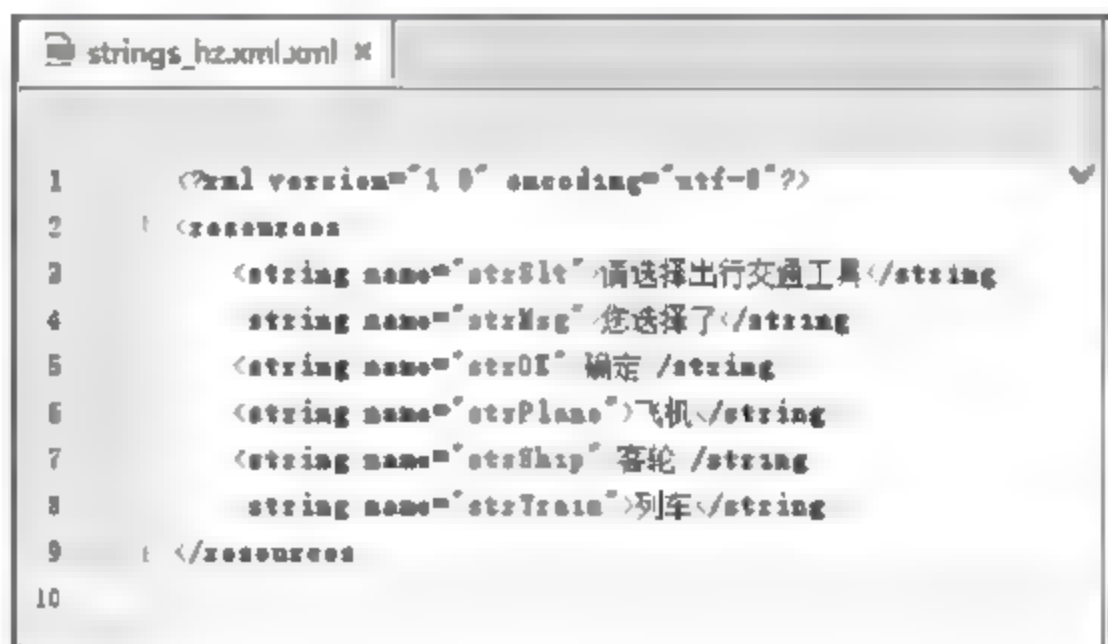 strings_hz.xml.xml
1 <?xml version="1 0" encoding="utf-8"?>
2 <resources
3 <string name="strSlt">请选择出行交通工具</string
4 string name="strMsg">您选择了</string
5 <string name="strOK" 确定 /string
6 <string name="strPlane">飞机</string
7 <string name="strShip" 客轮 /string
8 string name="strTrain">列车</string
9 </resources
10